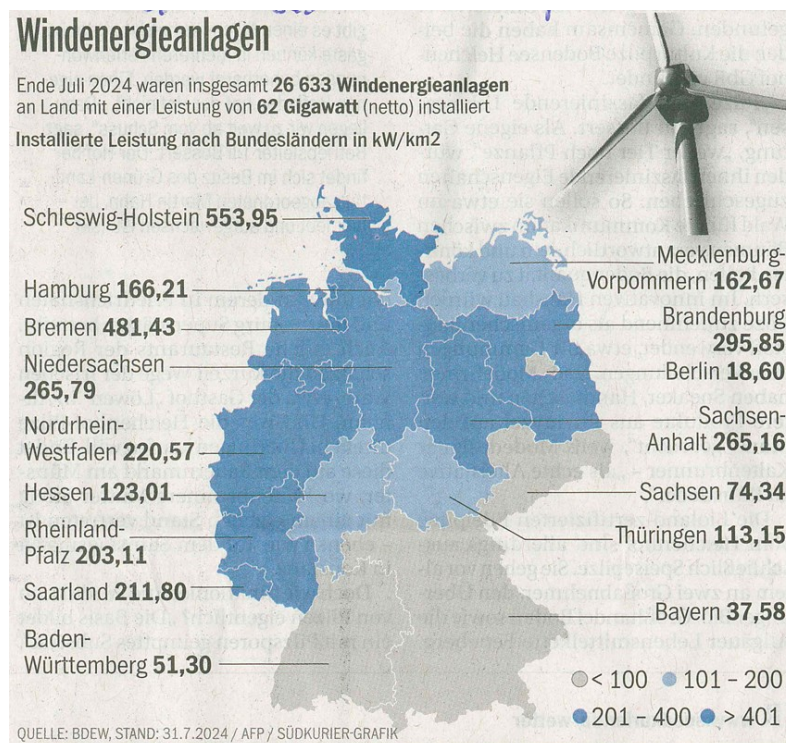 Windenergieanlagen
Ende Juli 2024 waren insgesamt 26 633 Windenergieanlagen
an Land mit einer Leistung von 62 Gigawatt (netto) installiert
Installierte Leistung nach Bundesländern in kW/km2
Schleswig-Holstein 553,95
Hamburg 166,21
Bremen 481,43
Niedersachsen
265,79
Nordrhein-
Westfalen 220,57
Hessen 123,01
Rheinland-
Pfalz 203,11
Saarland 211,80
Baden-
Württemberg 51,30
Mecklenburg-
Vorpommern 162,67
Brandenburg
295,85
Berlin 18,60
Sachsen-
Anhalt 265,16
Sachsen 74,34
Thüringen 113,15
Bayern 37,58
< 100 101 – 200
201 – 400 > 401
QUELLE: BDEW, STAND: 31.7.2024 / AFP / SÜDKURIER-GRAFIK